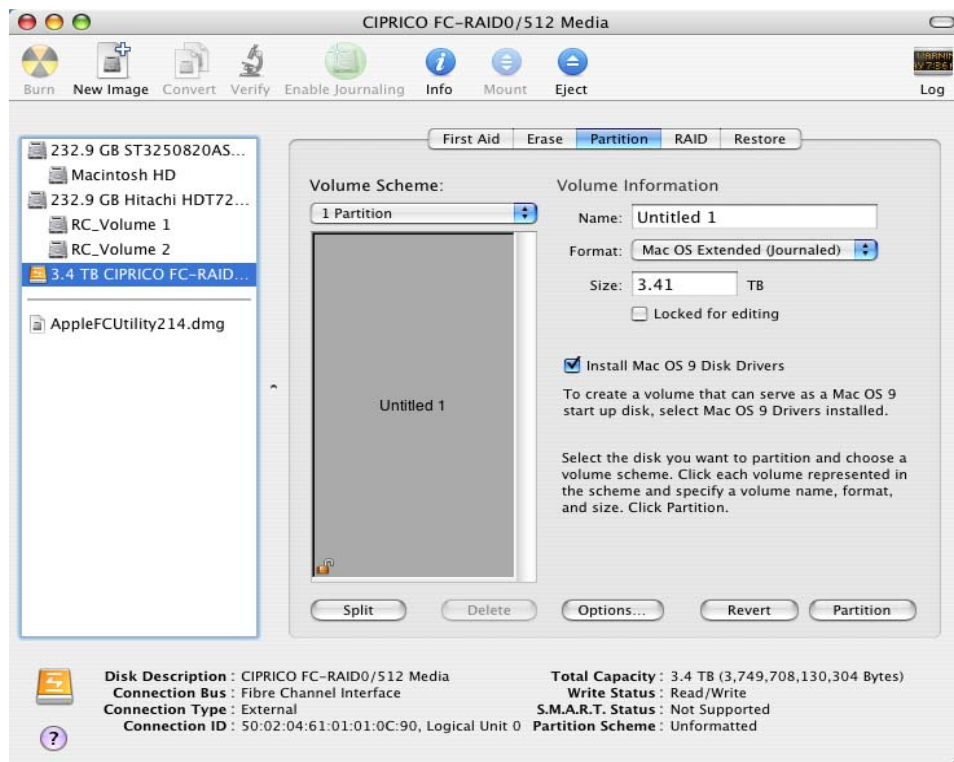 CIPRICO FC-RAID0/512 Media
Burn New Image Convert Verify Enable Journaling Info Mount Eject Log
232.9 GB ST3250820AS...
Macintosh HD
232.9 GB Hitachi HDT72...
RC_Volume 1
RC_Volume 2
3.4 TB CIPRICO FC-RAID...
AppleFCUtility214.dmg
First Aid Erase Partition RAID Restore
Volume Scheme:
1 Partition
Untitled 1
Volume Information
Name: Untitled 1
Format: Mac OS Extended (Journaled)
Size: 3.41 TB
Locked for editing
Install Mac OS 9 Disk Drivers
To create a volume that can serve as a Mac OS 9
start up disk, select Mac OS 9 Drivers installed.
Select the disk you want to partition and choose a
volume scheme. Click each volume represented in
the scheme and specify a volume name, format,
and size. Click Partition.
Split Delete Options... Revert Partition
Disk Description : CIPRICO FC-RAID0/512 Media
Connection Bus : Fibre Channel Interface
Connection Type : External
Connection ID : 50:02:04:61:01:01:0C:90, Logical Unit 0
Total Capacity : 3.4 TB (3,749,708,130,304 Bytes)
Write Status : Read/Write
S.M.A.R.T. Status : Not Supported
Partition Scheme : Unformatted
?